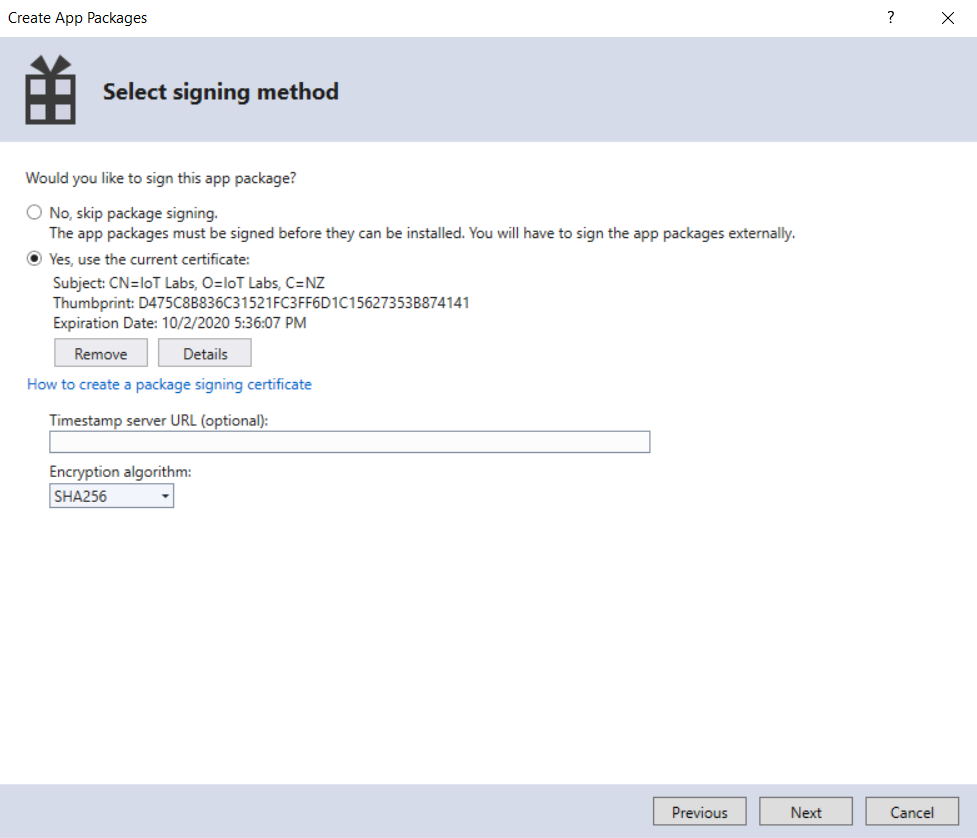 Create App Packages
?
Select signing method
Would you like to sign this app package?
No, skip package signing.
The app packages must be signed before they can be installed. You will have to sign the app packages externally.
Yes, use the current certificate:
Subject: CN=IoT Labs, O=IoT Labs, C=NZ
Thumbprint: D475C8B836C31521FC3FF6D1C15627353B874141
Expiration Date: 10/2/2020 5:36:07 PM
Remove Details
How to create a package signing certificate
Timestamp server URL (optional):
Encryption algorithm:
SHA256
Previous Next Cancel